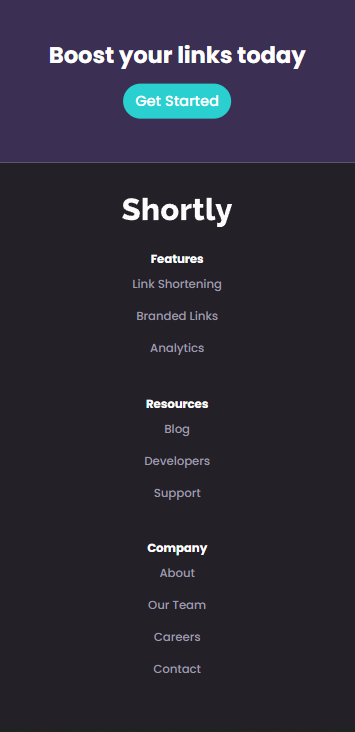 Boost your links today
Get Started
Shortly
Features
Link Shortening
Branded Links
Analytics
Resources
Blog
Developers
Support
Company
About
Our Team
Careers
Contact